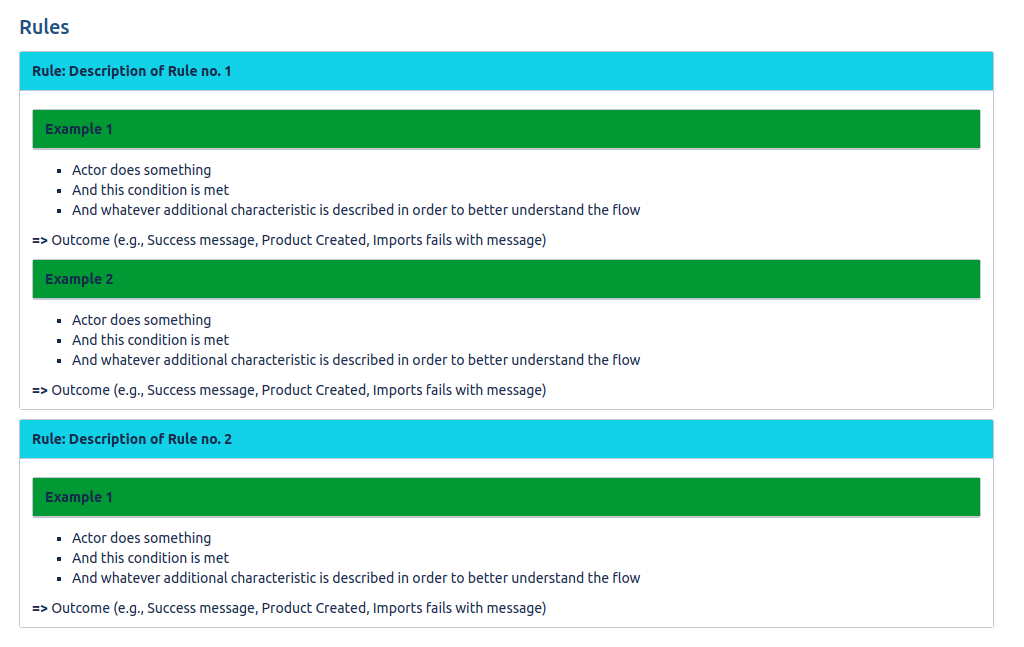 Rules
Rule: Description of Rule no. 1
Example 1
Actor does something
And this condition is met
And whatever additional characteristic is described in order to better understand the flow
=> Outcome (e.g., Success message, Product Created, Imports fails with message)
Example 2
Actor does something
And this condition is met
And whatever additional characteristic is described in order to better understand the flow
=> Outcome (e.g., Success message, Product Created, Imports fails with message)
Rule: Description of Rule no. 2
Example 1
Actor does something
And this condition is met
And whatever additional characteristic is described in order to better understand the flow
=> Outcome (e.g., Success message, Product Created, Imports fails with message)